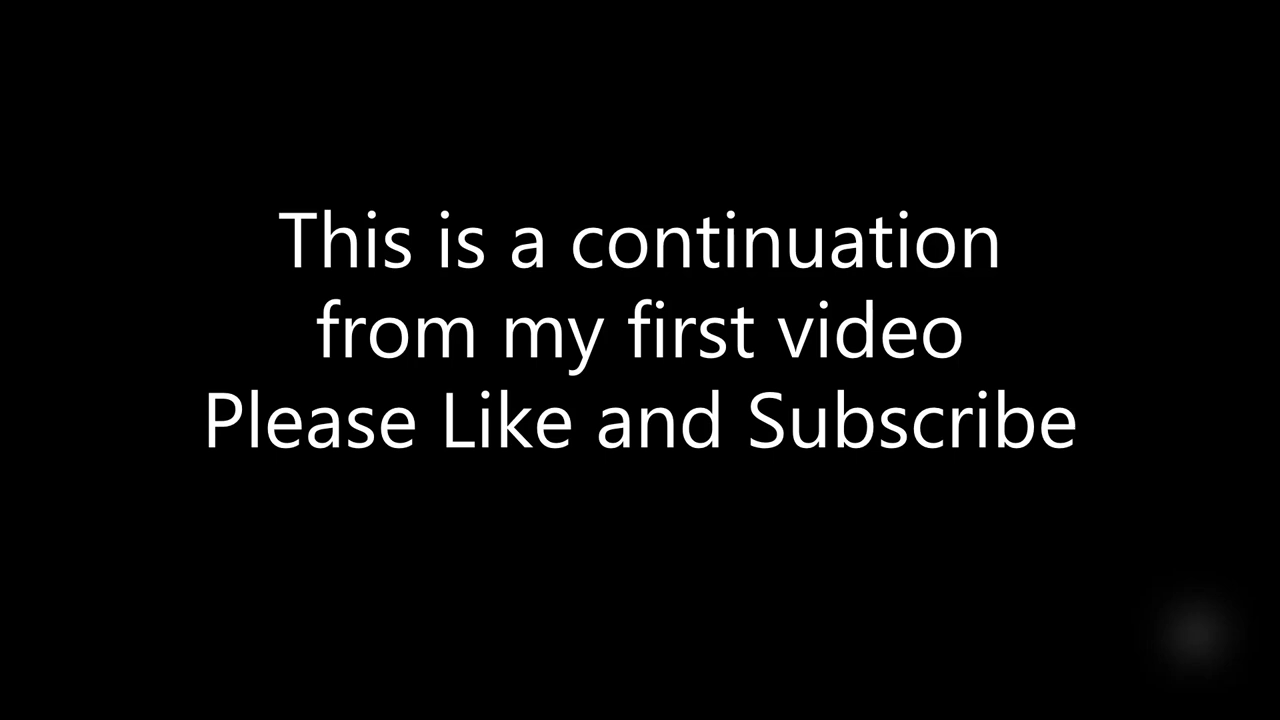 This is a continuation
from my first video
Please Like and Subscribe